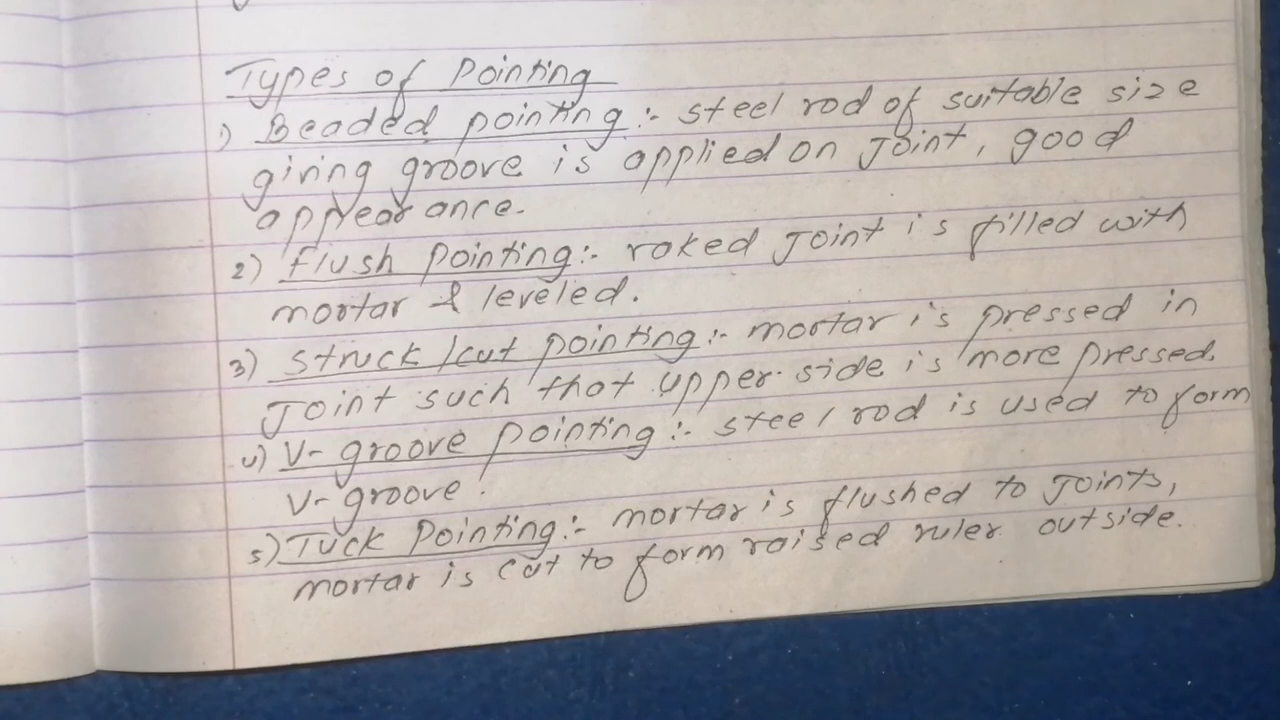 Types of Pointing
1) Beaded pointing :- steel rod of suitable size
giving groove is applied on Joint, good
appearance.
2) flush pointing :- raked Joint is filled with
mortar & leveled.
3) Struck /cut pointing :- mortar is pressed in
Joint such that upper side is more pressed.
4) V-groove pointing :- steel rod is used to form
V-groove.
5) Tuck Pointing :- mortar is flushed to Joints,
mortar is cut to form raised ruler outside.